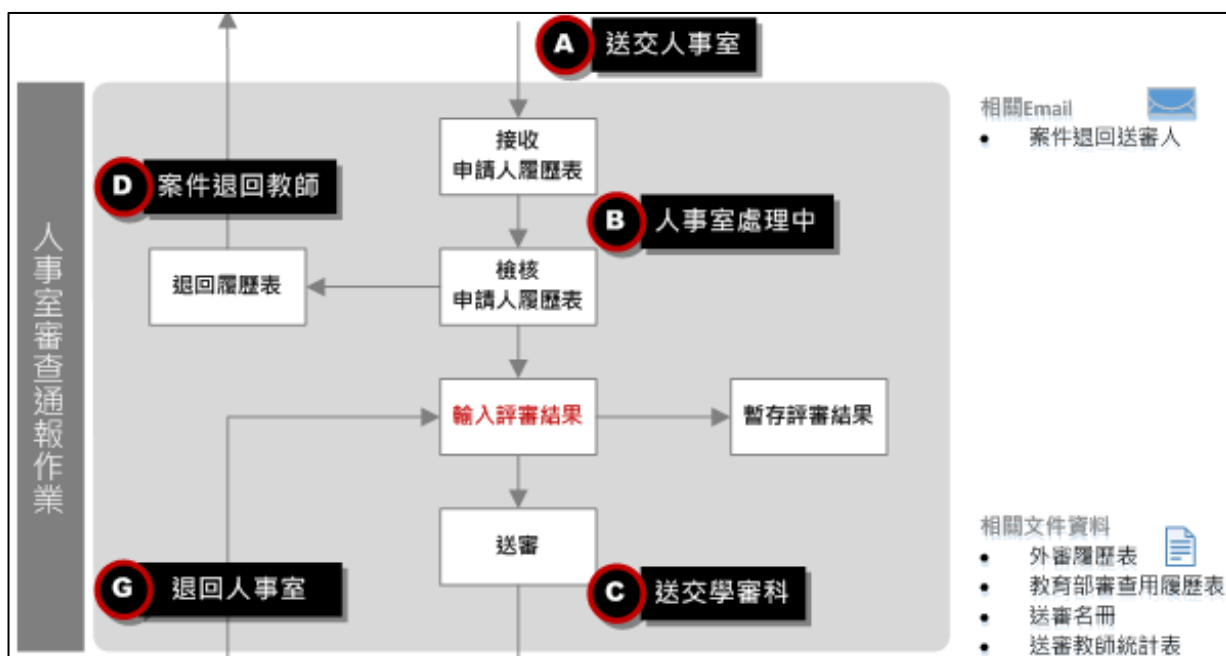 A 送交人事室
接收
申請人履歷表
相關Email
• 案件退回送審人
D 案件退回教師
B 人事室處理中
人事室審查通報作業
退回履歷表
檢核
申請人履歷表
輸入評審結果
暫存評審結果
送審
G 退回人事室
C 送交學審科
相關文件資料
• 外審履歷表
• 教育部審查用履歷表
• 送審名冊
• 送審教師統計表